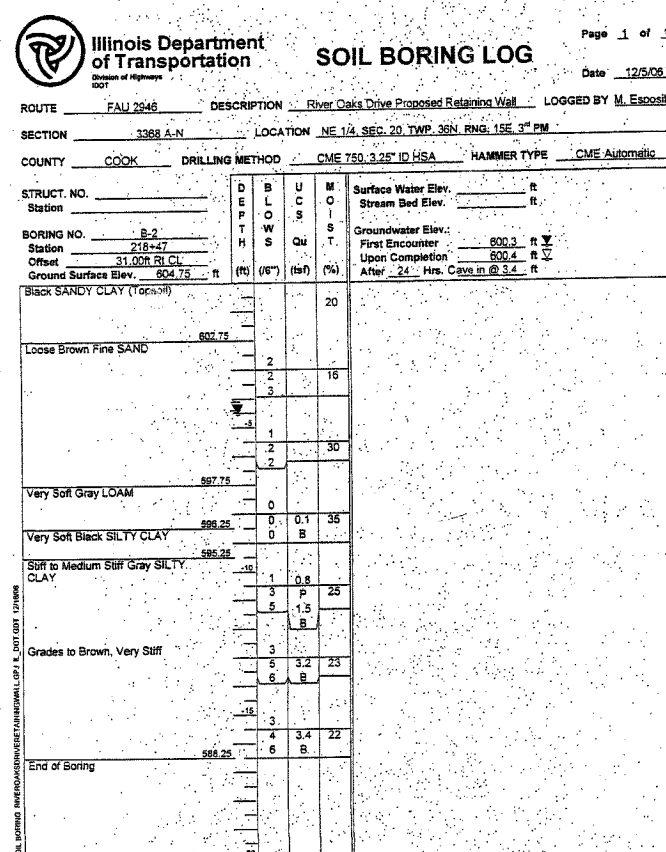 Illinois Department
of Transportation
Division of Highways
IDOT
SOIL BORING LOG
Page 1 of
Date 12/5/06
ROUTE FAU 2946 DESCRIPTION River Oaks Drive Proposed Retaining Wall LOGGED BY M. Esposit
SECTION 3368 A-N LOCATION NE 1/4, SEC. 20, TWP. 36N, RNG. 15E, 3rd PM
COUNTY COOK DRILLING METHOD CME 750, 3.25" ID HSA HAMMER TYPE CME Automatic
STRUCT. NO.
Station
BORING NO. B-2
Station 218+47
Offset 31.00ft Rt CL
Ground Surface Elev. 604.75 ft
DEPTH (ft)
BLOWS (/6")
UCS Qu (tsf)
MOIST. (%)
Surface Water Elev. ft
Stream Bed Elev. ft
Groundwater Elev.:
First Encounter 600.3 ft
Upon Completion 600.4 ft
After 24 Hrs. Cave in @ 3.4 ft
Black SANDY CLAY (Topsoil)
20
602.75
Loose Brown Fine SAND
2
2 16
3
-5
1
2 30
2
597.75
Very Soft Gray LOAM
0
596.25 0 0.1 35
Very Soft Black SILTY CLAY 0 B
595.25
Stiff to Medium Stiff Gray SILTY -10
CLAY 1 0.8
3 P 25
5 1.5
B
Grades to Brown, Very Stiff 3
5 3.2 23
6 B
-15
3
4 3.4 22
588.25 6 B
End of Boring
OIL BORING RIVEROAKSDRIVERETAININGWALL.GPJ IL_DOT.GDT 12/16/06